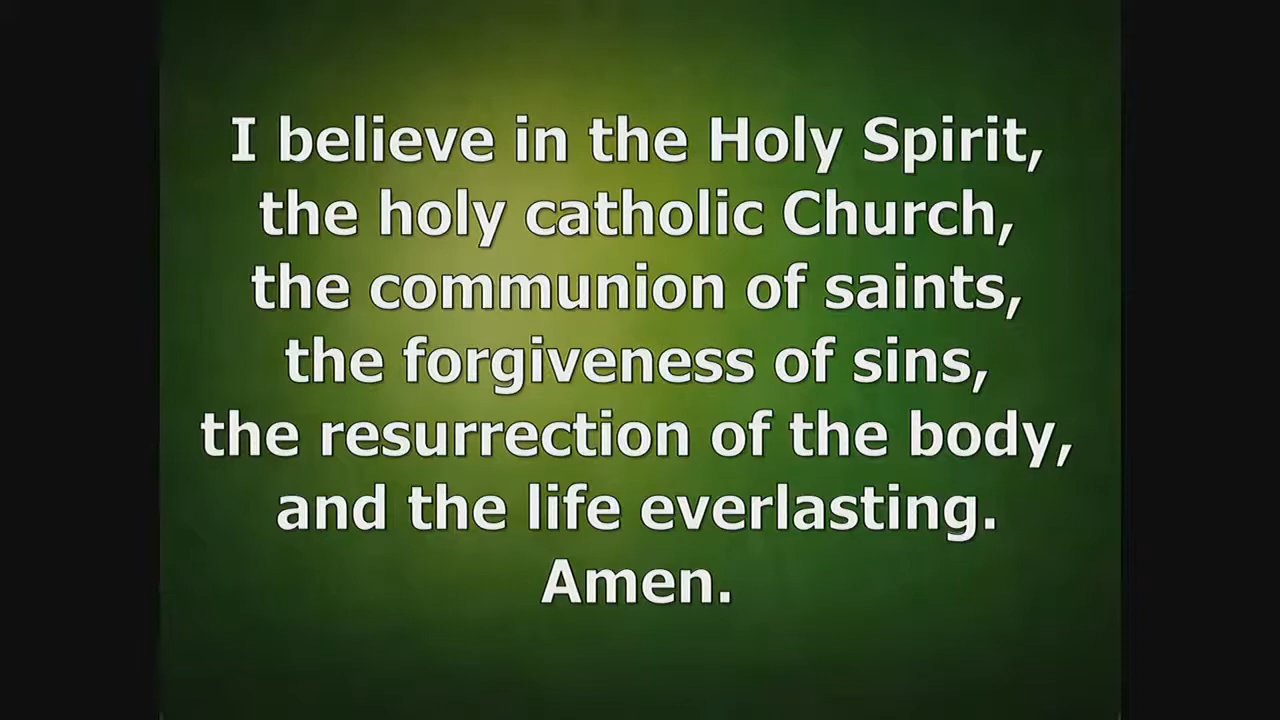 I believe in the Holy Spirit,
the holy catholic Church,
the communion of saints,
the forgiveness of sins,
the resurrection of the body,
and the life everlasting.
Amen.